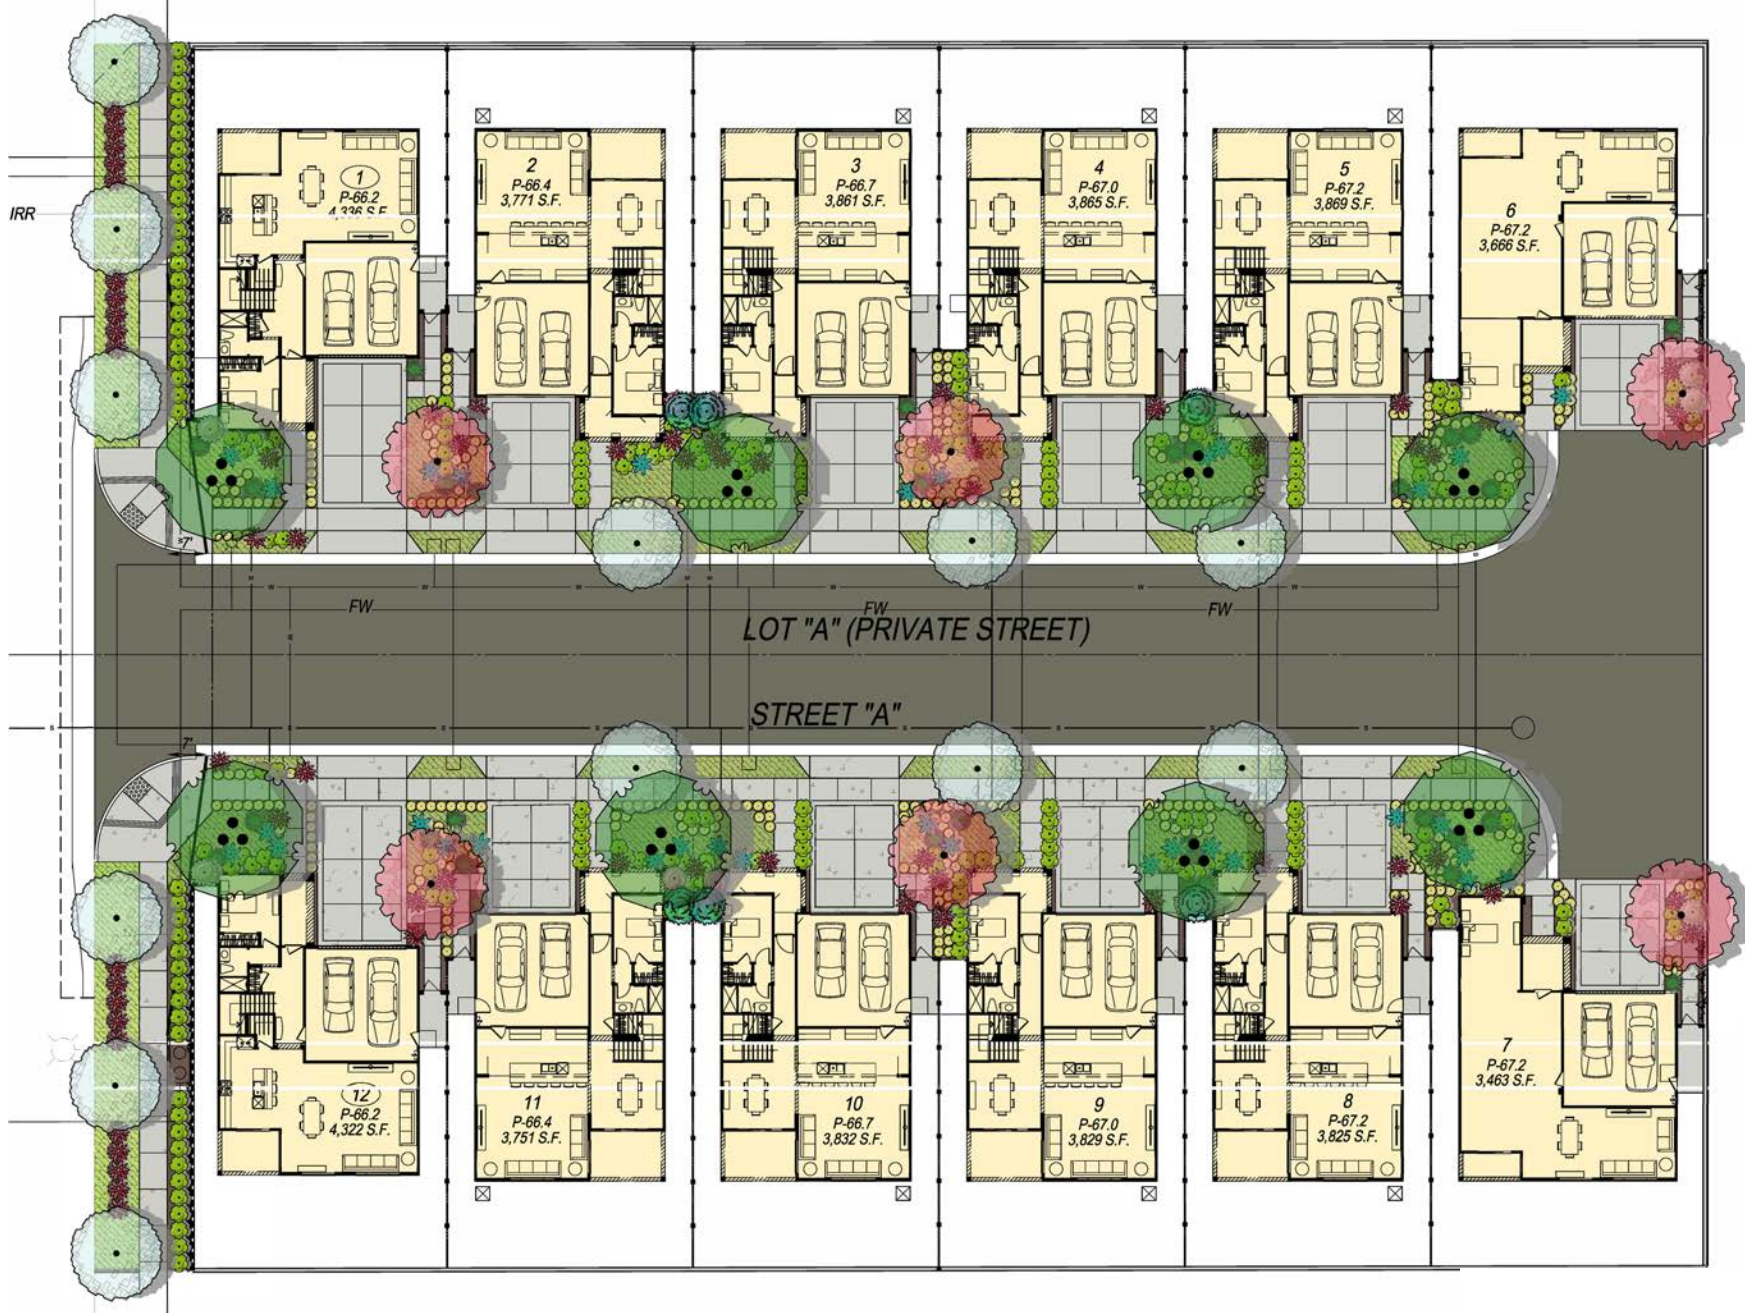 1
P-66.2
4,336 S.F.
2
P-66.4
3,771 S.F.
3
P-66.7
3,861 S.F.
4
P-67.0
3,865 S.F.
5
P-67.2
3,869 S.F.
6
P-67.2
3,666 S.F.
IRR
7'
FW
FW
FW
LOT "A" (PRIVATE STREET)
STREET "A"
7'
12
P-66.2
4,322 S.F.
11
P-66.4
3,751 S.F.
10
P-66.7
3,832 S.F.
9
P-67.0
3,829 S.F.
8
P-67.2
3,825 S.F.
7
P-67.2
3,463 S.F.